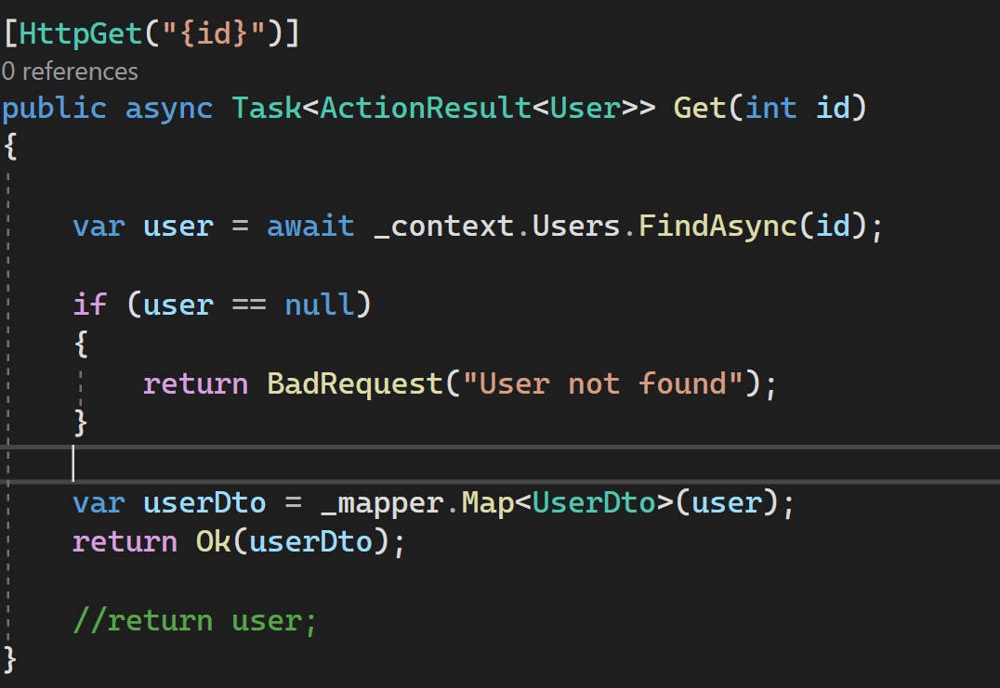 [HttpGet("{id}")]
0 references
public async Task<ActionResult<User>> Get(int id)
{
var user = await _context.Users.FindAsync(id);
if (user == null)
{
return BadRequest("User not found");
}
var userDto = _mapper.Map<UserDto>(user);
return Ok(userDto);
//return user;
}